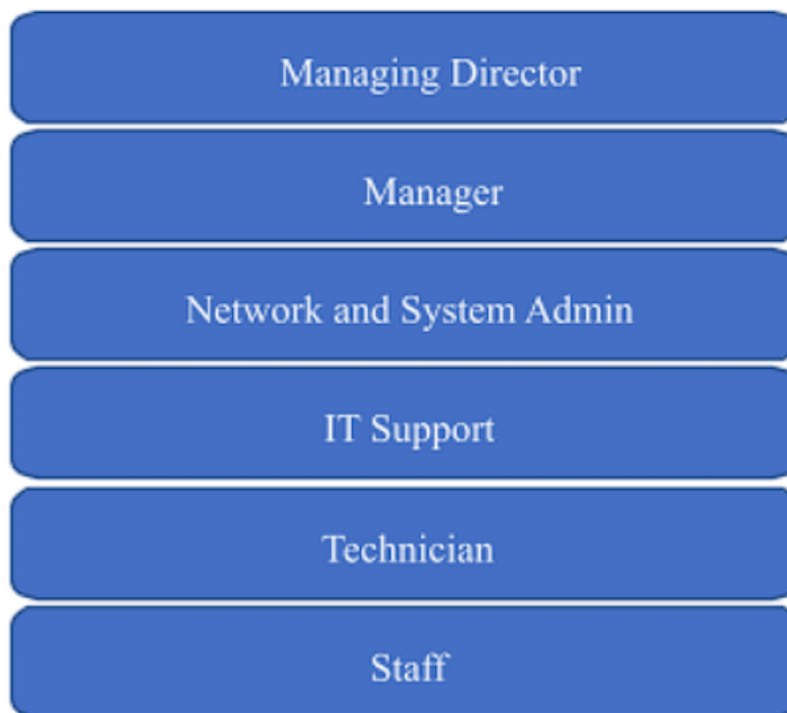 Managing Director
Manager
Network and System Admin
IT Support
Technician
Staff